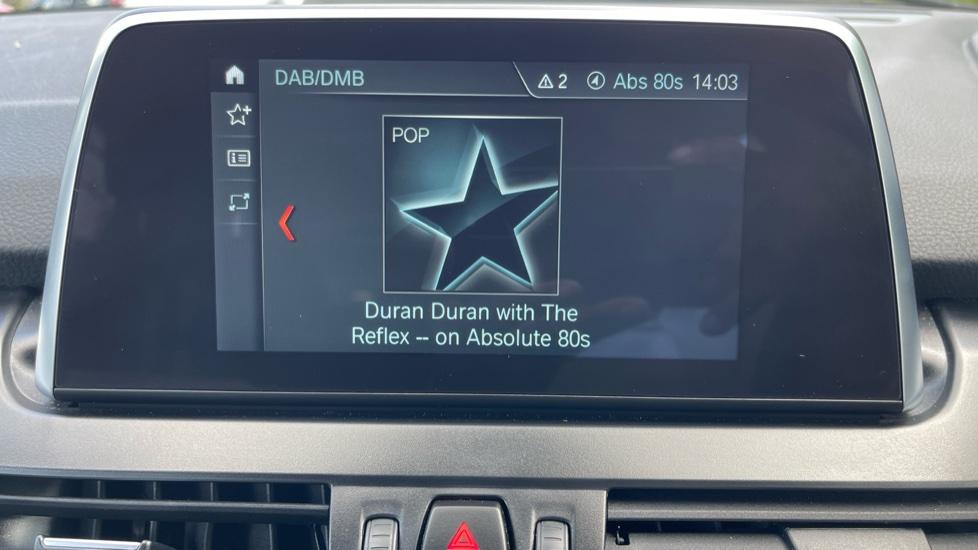 DAB/DMB
2 Abs 80s 14:03
POP
Duran Duran with The
Reflex -- on Absolute 80s